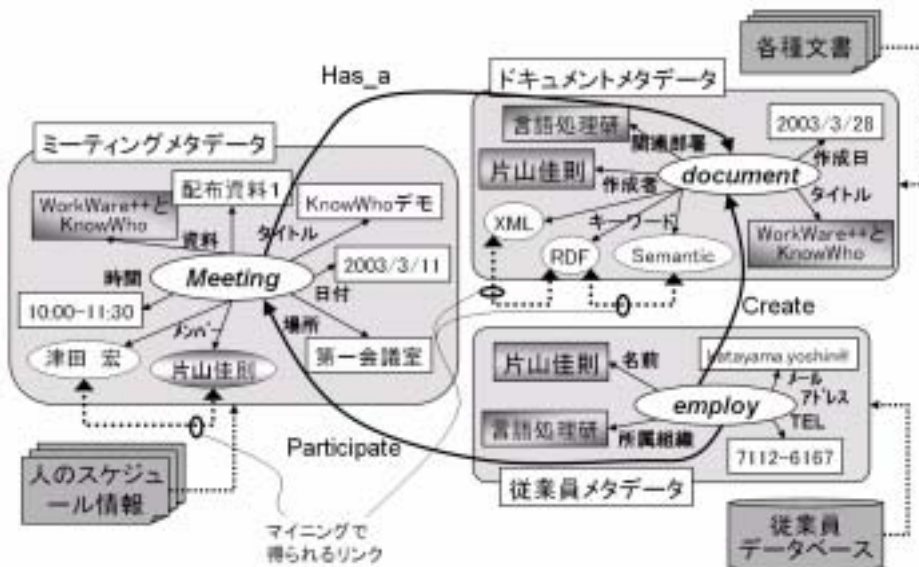 各種文書
Has_a
ドキュメントメタデータ
言語処理研
関連部署
2003/3/28
作成日
片山佳則
作成者
document
タイトル
XML
キーワード
RDF
Semantic
WorkWare++と
KnowWho
ミーティングメタデータ
WorkWare++と
KnowWho
配布資料1
KnowWhoデモ
資料
タイトル
時間
Meeting
2003/3/11
日付
10:00-11:30
メンバー
場所
第一会議室
津田 宏
片山佳則
Create
片山佳則
名前
katayama yoshin@
メール
アドレス
employ
言語処理研
所属組織
TEL
7112-6167
従業員メタデータ
Participate
人のスケジュ
ール情報
マイニングで
得られるリンク
従業員
データベース